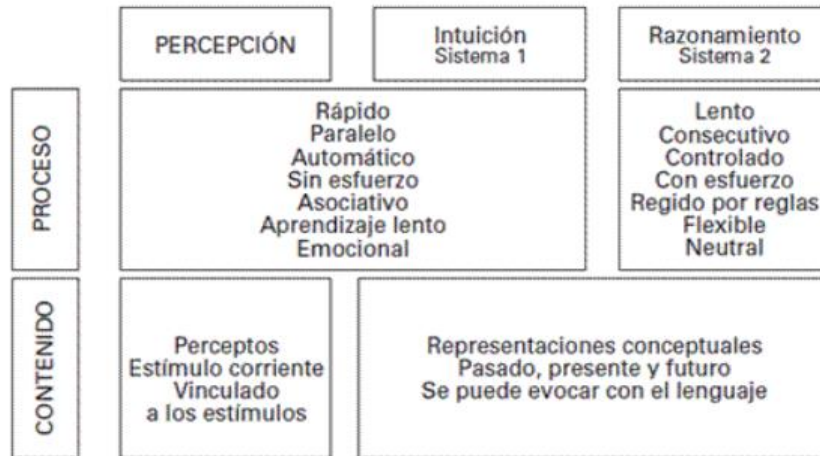 PERCEPCIÓN
Intuición
Sistema 1
Razonamiento
Sistema 2
PROCESO
Rápido
Paralelo
Automático
Sin esfuerzo
Asociativo
Aprendizaje lento
Emocional
Lento
Consecutivo
Controlado
Con esfuerzo
Regido por reglas
Flexible
Neutral
CONTENIDO
Perceptos
Estímulo corriente
Vinculado
a los estímulos
Representaciones conceptuales
Pasado, presente y futuro
Se puede evocar con el lenguaje